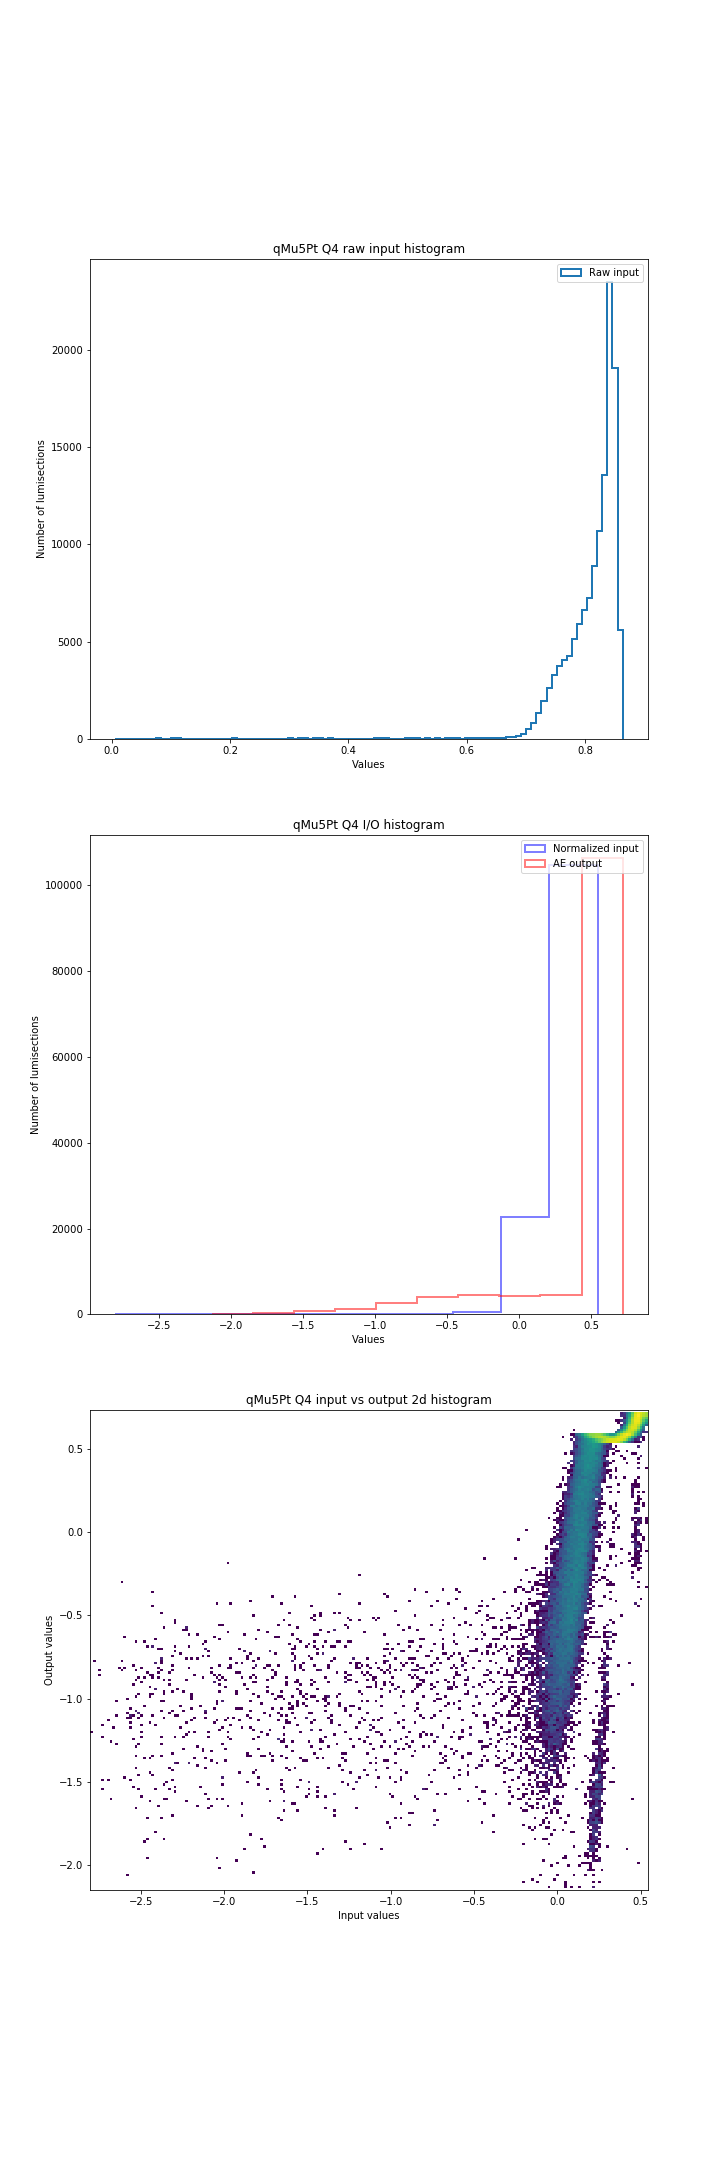 qMu5Pt Q4 raw input histogram
Raw input
20000
15000
10000
5000
0
Number of lumisections
0.0 0.2 0.4 0.6 0.8
Values
qMu5Pt Q4 I/O histogram
Normalized input
AE output
100000
80000
60000
40000
20000
0
Number of lumisections
−2.5 −2.0 −1.5 −1.0 −0.5 0.0 0.5
Values
qMu5Pt Q4 input vs output 2d histogram
0.5
0.0
−0.5
−1.0
−1.5
−2.0
Output values
−2.5 −2.0 −1.5 −1.0 −0.5 0.0 0.5
Input values